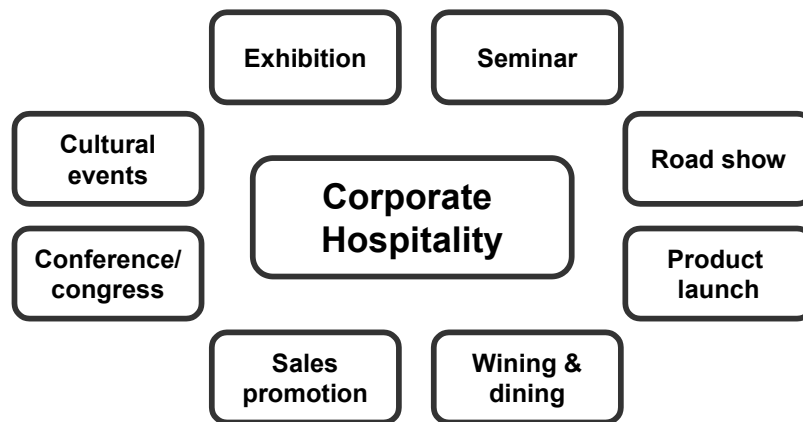 Exhibition
Seminar
Cultural
events
Road show
Corporate
Hospitality
Conference/
congress
Product
launch
Sales
promotion
Wining &
dining